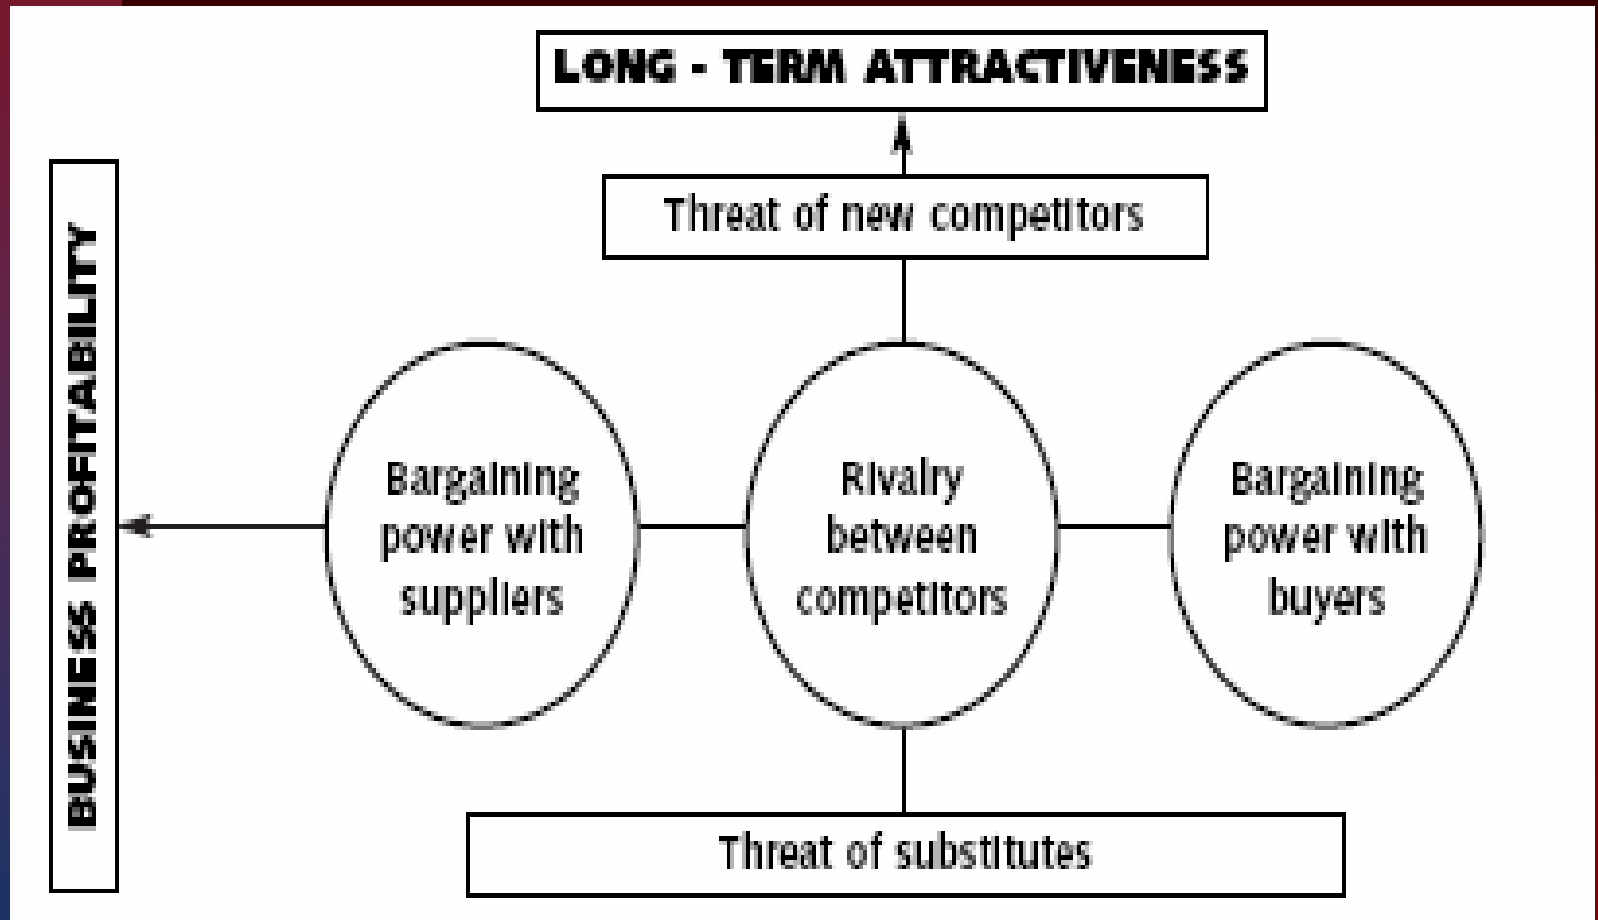 LONG - TERM ATTRACTIVENESS
Threat of new competitors
BUSINESS PROFITABILITY
Bargaining
power with
suppliers
Rivalry
between
competitors
Bargaining
power with
buyers
Threat of substitutes